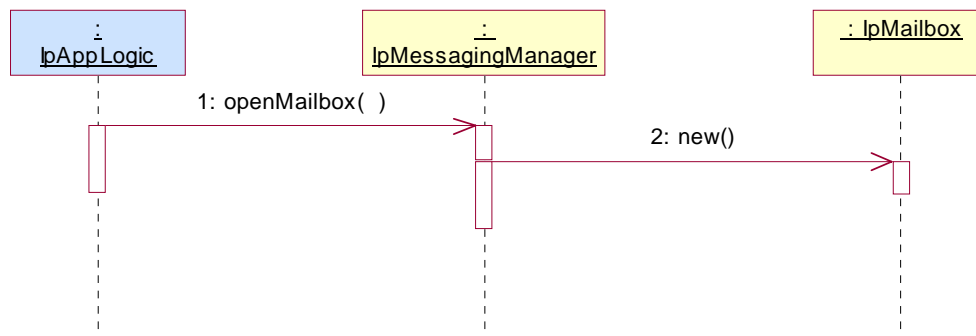 :
IpAppLogic
:
IpMessagingManager
: IpMailbox
1: openMailbox(  )
2: new()